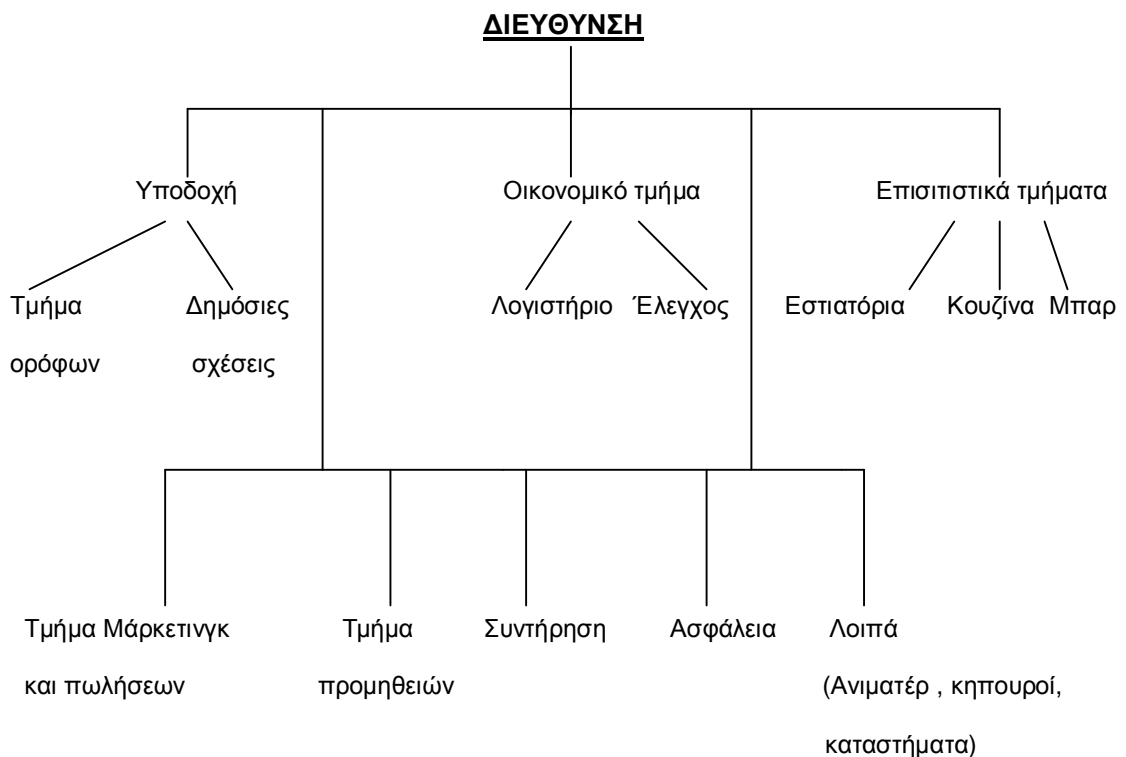 ΔΙΕΥΘΥΝΣΗ
Υποδοχή Οικονομικό τμήμα Επισιτιστικά τμήματα
Τμήμα Δημόσιες Λογιστήριο Έλεγχος Εστιατόρια Κουζίνα Μπαρ
ορόφων σχέσεις
Τμήμα Μάρκετινγκ Τμήμα Συντήρηση Ασφάλεια Λοιπά
και πωλήσεων προμηθειών (Ανιματέρ , κηπουροί,
καταστήματα)